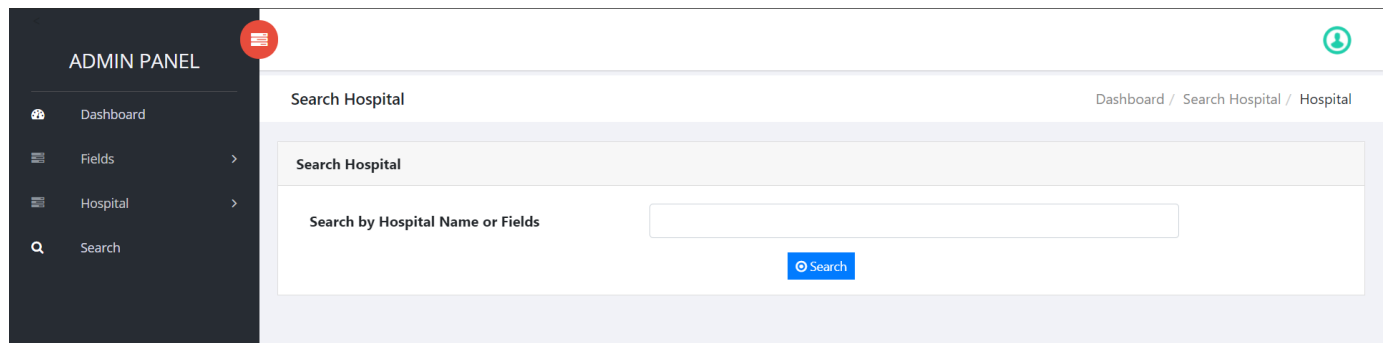 ADMIN PANEL
Dashboard
Fields
Hospital
Search
Search Hospital
Dashboard / Search Hospital / Hospital
Search Hospital
Search by Hospital Name or Fields
Search